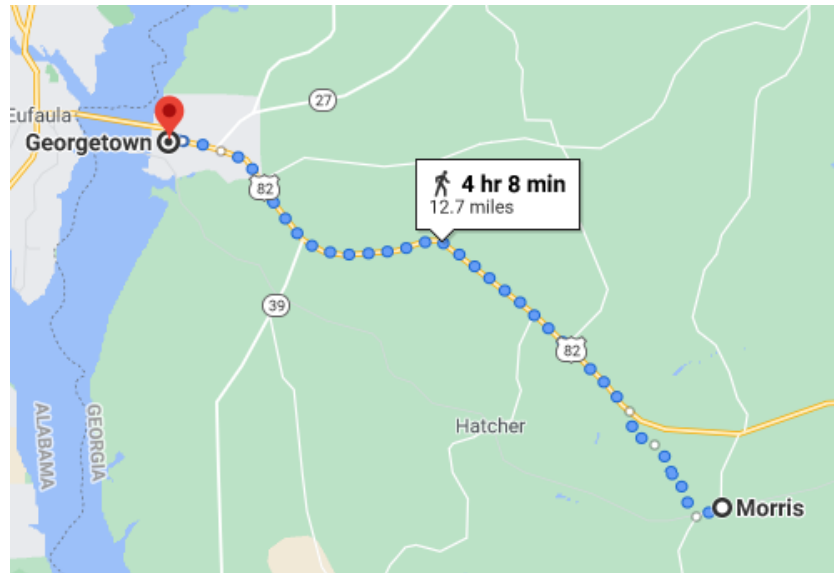 27
Eufaula
Georgetown
82
4 hr 8 min
12.7 miles
39
82
ALABAMA
GEORGIA
Hatcher
Morris